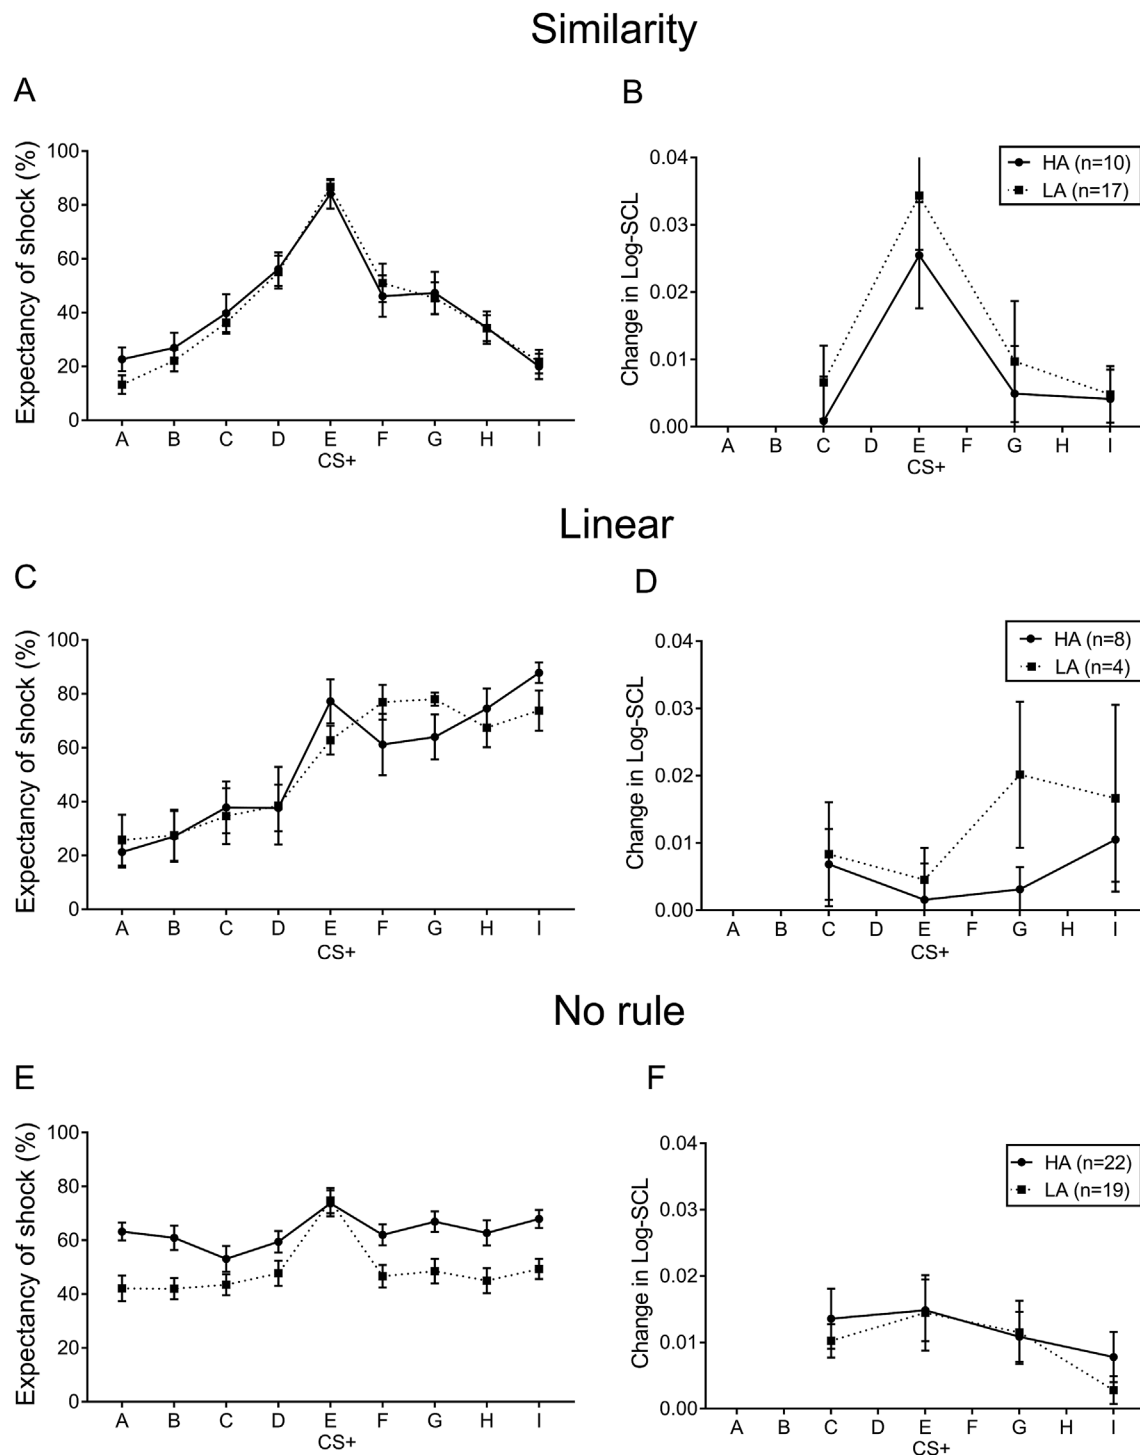 Similarity
A
B
Expectancy of shock (%)
100
80
60
40
20
0
A B C D E F G H I
CS+
Change in Log-SCL
0.04
0.03
0.02
0.01
0.00
A B C D E F G H I
CS+
HA (n=10)
LA (n=17)
Linear
C
D
Expectancy of shock (%)
100
80
60
40
20
0
A B C D E F G H I
CS+
Change in Log-SCL
0.04
0.03
0.02
0.01
0.00
A B C D E F G H I
CS+
HA (n=8)
LA (n=4)
No rule
E
F
Expectancy of shock (%)
100
80
60
40
20
0
A B C D E F G H I
CS+
Change in Log-SCL
0.04
0.03
0.02
0.01
0.00
A B C D E F G H I
CS+
HA (n=22)
LA (n=19)